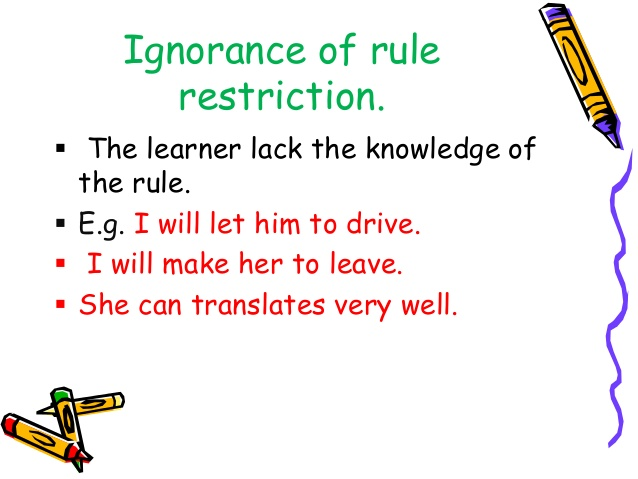 Ignorance of rule
restriction.
▪ The learner lack the knowledge of
the rule.
▪ E.g. I will let him to drive.
▪ I will make her to leave.
▪ She can translates very well.